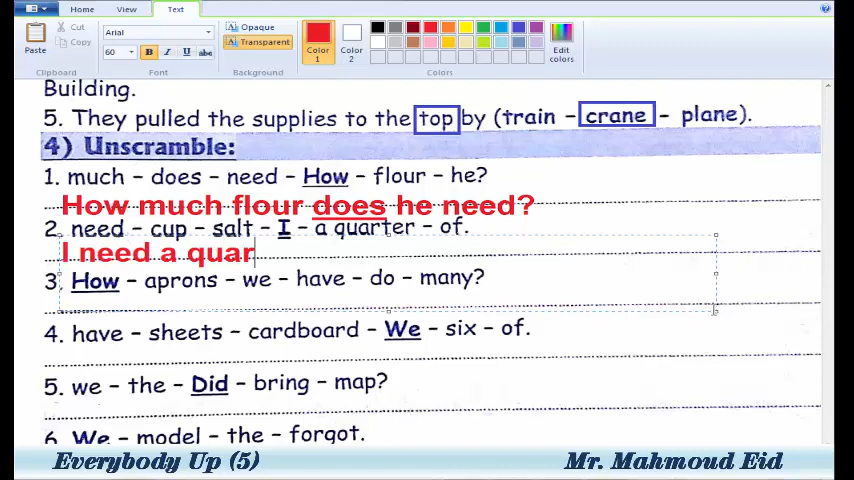 Home View Text
Paste
Cut
Copy
Clipboard
Arial
60
B I U abc
Font
Opaque
Transparent
Background
Color 1
Color 2
Colors
Edit colors
Building.
5. They pulled the supplies to the top by (train – crane – plane).
4) Unscramble:
1. much – does – need – How – flour – he?
How much flour does he need?
2. need – cup – salt – I – a quarter – of.
I need a quar
3. How – aprons – we – have – do – many?
4. have – sheets – cardboard – We – six – of.
5. we – the – Did – bring – map?
6. We – model – the – forgot.
Everybody Up (5) Mr. Mahmoud Eid